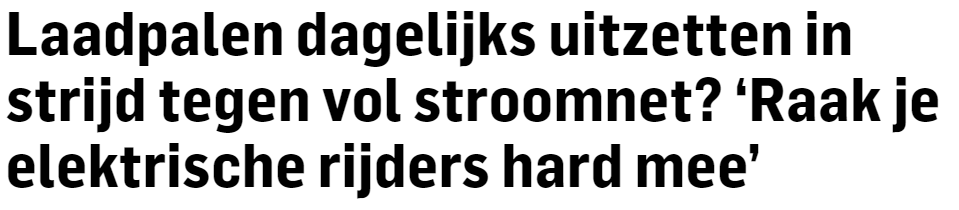 Laadpalen dagelijks uitzetten in
strijd tegen vol stroomnet? ‘Raak je
elektrische rijders hard mee’